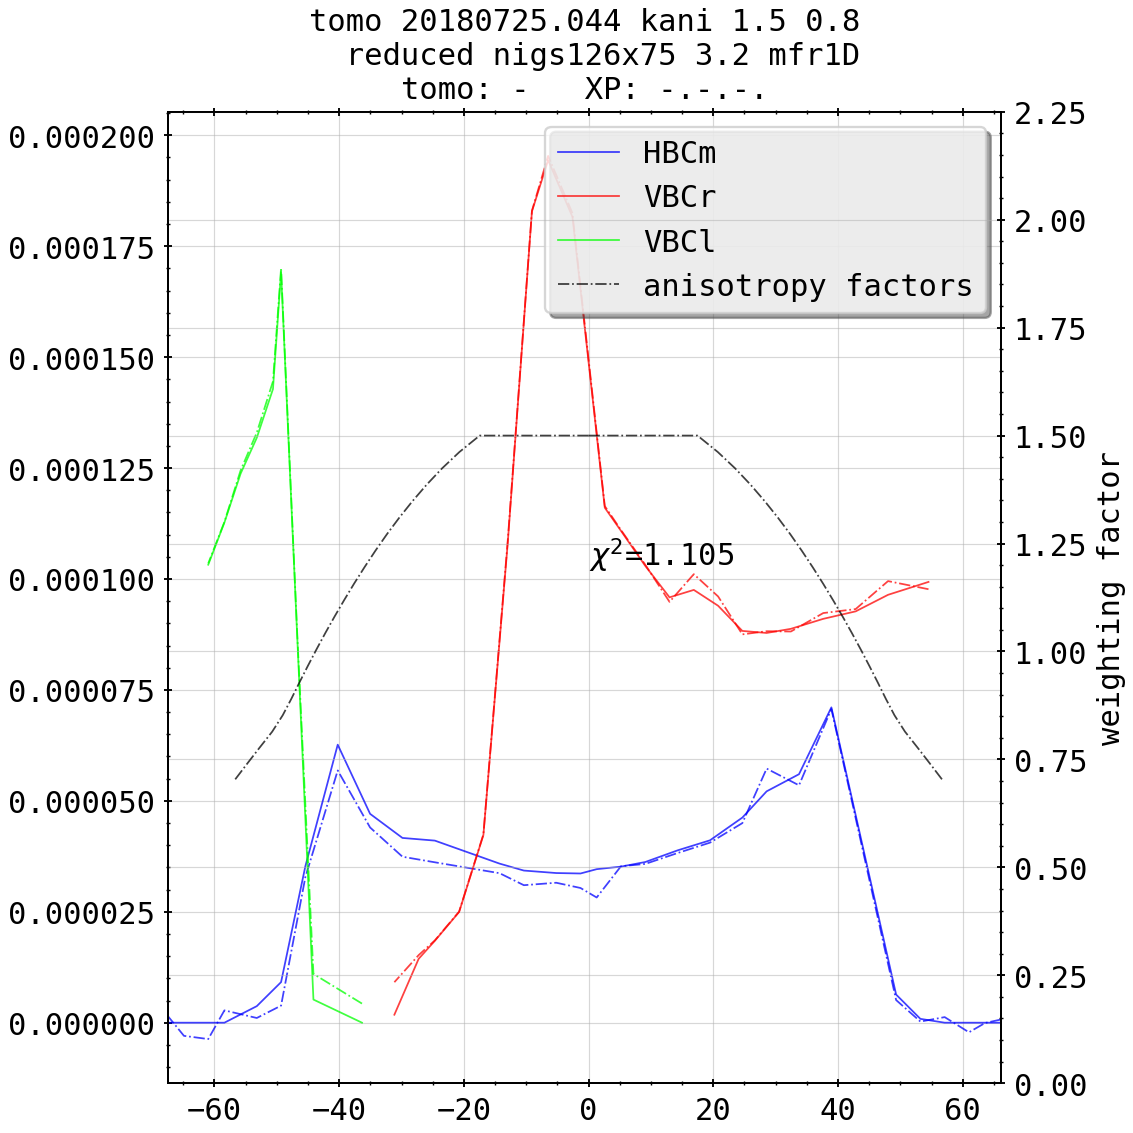 tomo 20180725.044 kani 1.5 0.8
reduced nigs126x75 3.2 mfr1D
tomo: -   XP: -.-.-.
HBCm
VBCr
VBCl
anisotropy factors
χ²=1.105
0.000200
0.000175
0.000150
0.000125
0.000100
0.000075
0.000050
0.000025
0.000000
2.25
2.00
1.75
1.50
1.25
1.00
0.75
0.50
0.25
0.00
weighting factor
−60 −40 −20 0 20 40 60